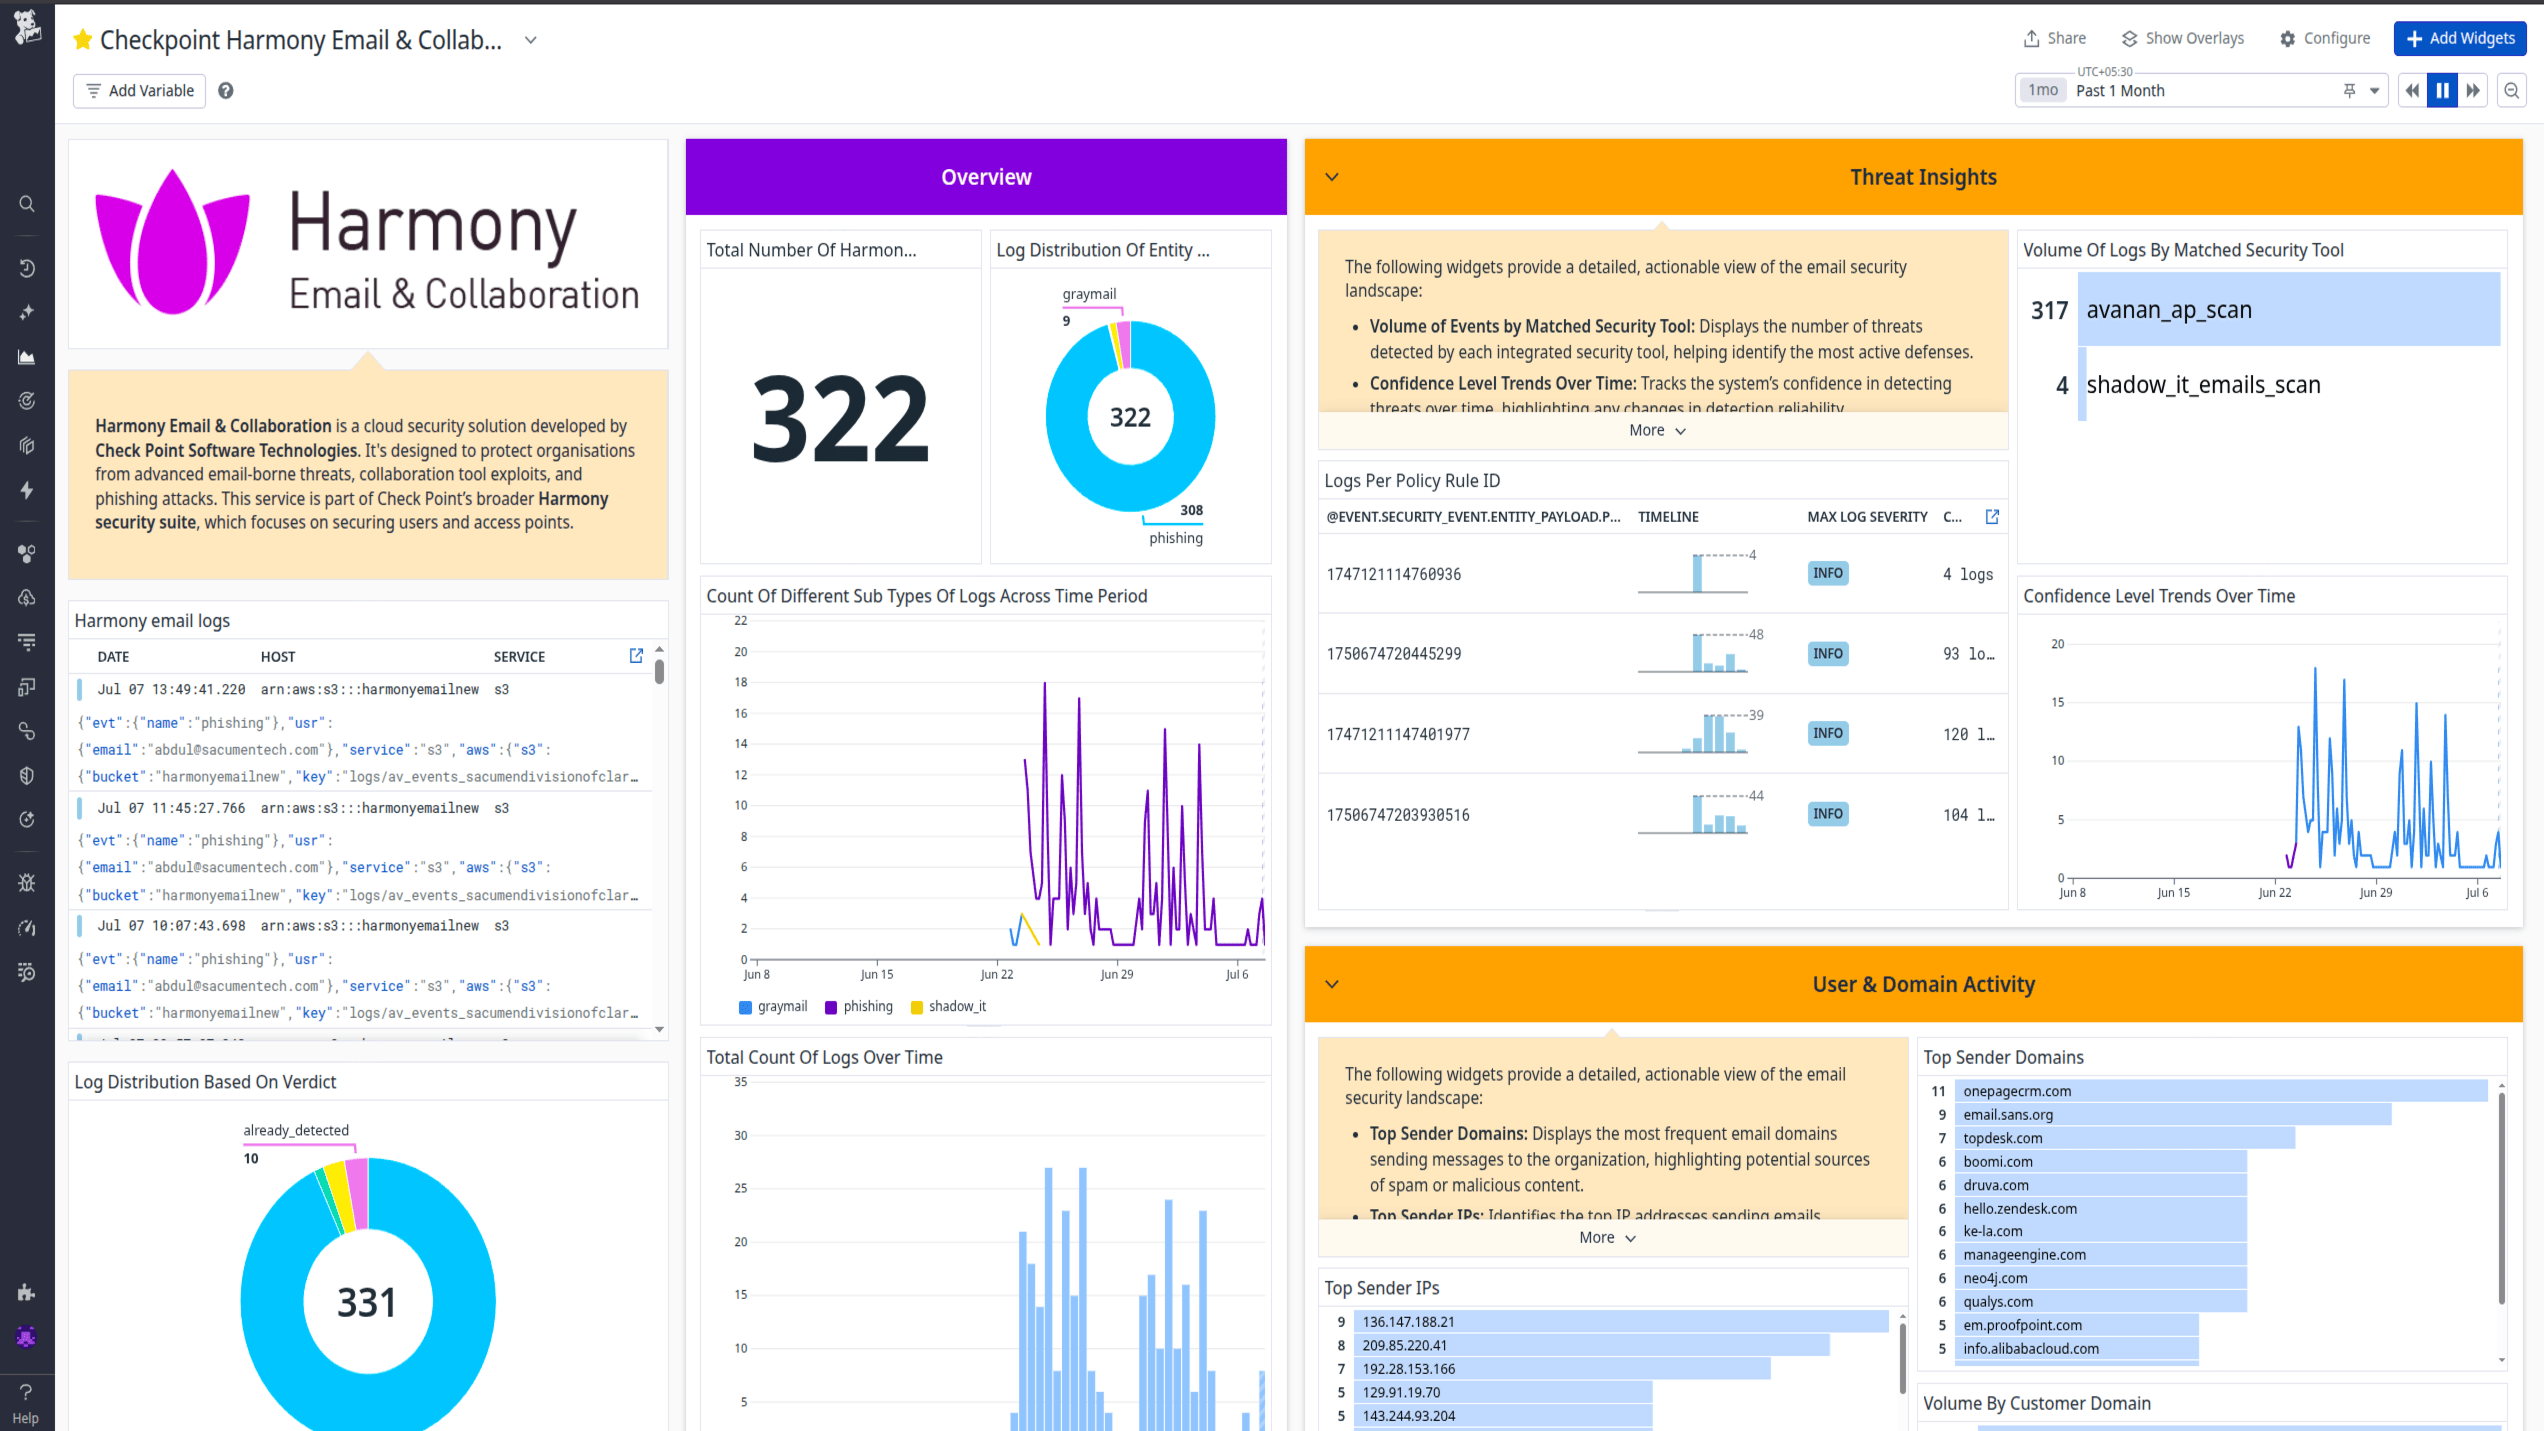 Checkpoint Harmony Email & Collab...
Share
Show Overlays
Configure
Add Widgets
Add Variable
UTC+05:30
1mo
Past 1 Month
Harmony
Email & Collaboration
Harmony Email & Collaboration is a cloud security solution developed by
Check Point Software Technologies. It's designed to protect organisations
from advanced email-borne threats, collaboration tool exploits, and
phishing attacks. This service is part of Check Point's broader Harmony
security suite, which focuses on securing users and access points.
Harmony email logs
DATE HOST SERVICE
Jul 07 13:49:41.220 arn:aws:s3:::harmonyemailnew s3
{"evt":{"name":"phishing"},"usr":
{"email":"abdul@sacumentech.com"},"service":"s3","aws":{"s3":
{"bucket":"harmonyemailnew","key":"logs/av_events_sacumendivisionofclar…
Jul 07 11:45:27.766 arn:aws:s3:::harmonyemailnew s3
{"evt":{"name":"phishing"},"usr":
{"email":"abdul@sacumentech.com"},"service":"s3","aws":{"s3":
{"bucket":"harmonyemailnew","key":"logs/av_events_sacumendivisionofclar…
Jul 07 10:07:43.698 arn:aws:s3:::harmonyemailnew s3
{"evt":{"name":"phishing"},"usr":
{"email":"abdul@sacumentech.com"},"service":"s3","aws":{"s3":
{"bucket":"harmonyemailnew","key":"logs/av_events_sacumendivisionofclar…
Log Distribution Based On Verdict
already_detected
10
331
Overview
Total Number Of Harmon...
322
Log Distribution Of Entity ...
graymail
9
322
308
phishing
Count Of Different Sub Types Of Logs Across Time Period
22
20
18
16
14
12
10
8
6
4
2
0
Jun 8 Jun 15 Jun 22 Jun 29 Jul 6
graymail phishing shadow_it
Total Count Of Logs Over Time
35
30
25
20
15
10
5
Threat Insights
The following widgets provide a detailed, actionable view of the email security
landscape:
• Volume of Events by Matched Security Tool: Displays the number of threats
detected by each integrated security tool, helping identify the most active defenses.
• Confidence Level Trends Over Time: Tracks the system's confidence in detecting
threats over time, highlighting any changes in detection reliability.
More
Volume Of Logs By Matched Security Tool
317 avanan_ap_scan
4 shadow_it_emails_scan
Logs Per Policy Rule ID
@EVENT.SECURITY_EVENT.ENTITY_PAYLOAD.P... TIMELINE MAX LOG SEVERITY C...
1747121114760936 4 INFO 4 logs
1750674720445299 48 INFO 93 lo…
17471211147401977 39 INFO 120 l…
17506747203930516 44 INFO 104 l…
Confidence Level Trends Over Time
20
15
10
5
0
Jun 8 Jun 15 Jun 22 Jun 29 Jul 6
User & Domain Activity
The following widgets provide a detailed, actionable view of the email
security landscape:
• Top Sender Domains: Displays the most frequent email domains
sending messages to the organization, highlighting potential sources
of spam or malicious content.
• Top Sender IPs: Identifies the top IP addresses sending emails
More
Top Sender Domains
11 onepagecrm.com
9 email.sans.org
7 topdesk.com
6 boomi.com
6 druva.com
6 hello.zendesk.com
6 ke-la.com
6 manageengine.com
6 neo4j.com
6 qualys.com
5 em.proofpoint.com
5 info.alibabacloud.com
Top Sender IPs
9 136.147.188.21
8 209.85.220.41
7 192.28.153.166
5 129.91.19.70
5 143.244.93.204
Volume By Customer Domain
Help